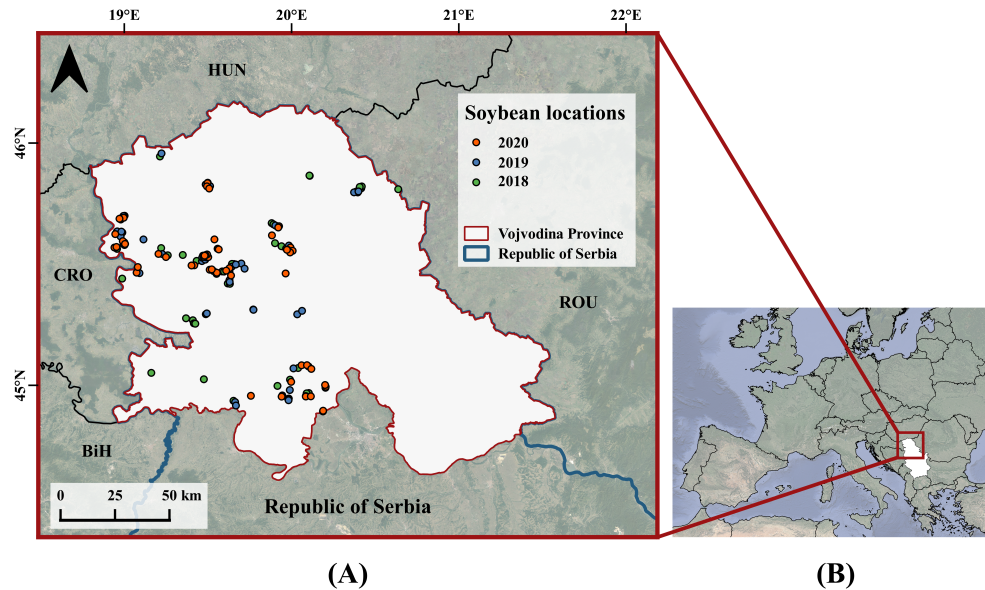 19°E 20°E 21°E 22°E
HUN
46°N
Soybean locations
2020
2019
2018
Vojvodina Province
Republic of Serbia
CRO
ROU
45°N
BiH
0 25 50 km
Republic of Serbia
(A) (B)